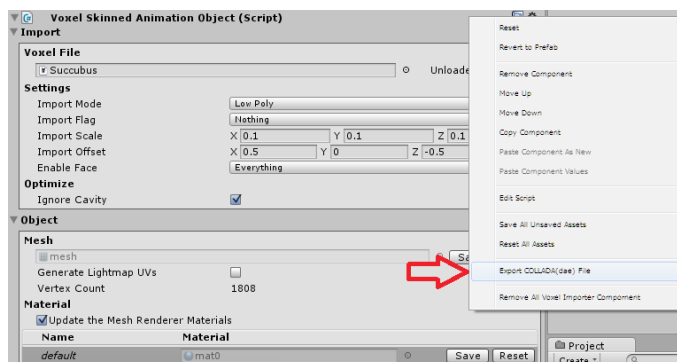 Voxel Skinned Animation Object (Script)
Import
Voxel File
Succubus
Unloade
Settings
Import Mode Low Poly
Import Flag Nothing
Import Scale X 0.1 Y 0.1 Z 0.1
Import Offset X 0.5 Y 0 Z -0.5
Enable Face Everything
Optimize
Ignore Cavity
Object
Mesh
mesh Sa
Generate Lightmap UVs
Vertex Count 1808
Material
Update the Mesh Renderer Materials
Name Material
default mat0 Save Reset
Reset
Revert to Prefab
Remove Component
Move Up
Move Down
Copy Component
Paste Component As New
Paste Component Values
Edit Script
Save All Unsaved Assets
Reset All Assets
Export COLLADA(dae) File
Remove All Voxel Importer Component
Project
Create